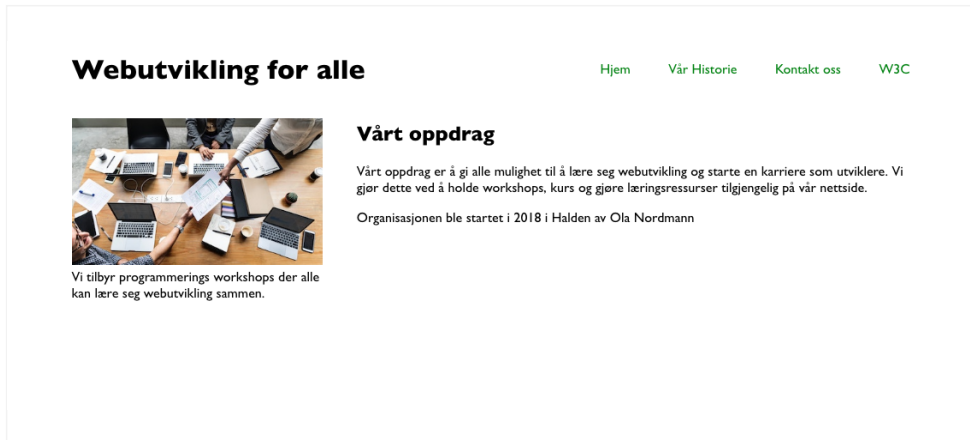 Webutvikling for alle
Hjem Vår Historie Kontakt oss W3C
Vårt oppdrag
Vårt oppdrag er å gi alle mulighet til å lære seg webutvikling og starte en karriere som utviklere. Vi
gjør dette ved å holde workshops, kurs og gjøre læringsressurser tilgjengelig på vår nettside.
Organisasjonen ble startet i 2018 i Halden av Ola Nordmann
Vi tilbyr programmerings workshops der alle
kan lære seg webutvikling sammen.